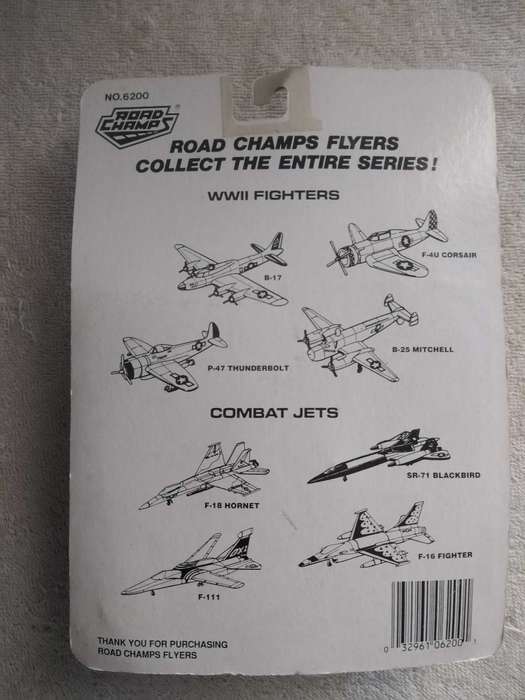 NO.6200
ROAD
CHAMPS®
ROAD CHAMPS FLYERS
COLLECT THE ENTIRE SERIES!
WWII FIGHTERS
B-17
F-4U CORSAIR
P-47 THUNDERBOLT
B-25 MITCHELL
COMBAT JETS
F-18 HORNET
SR-71 BLACKBIRD
F-111
F-16 FIGHTER
THANK YOU FOR PURCHASING
ROAD CHAMPS FLYERS
0 32961 06200 1